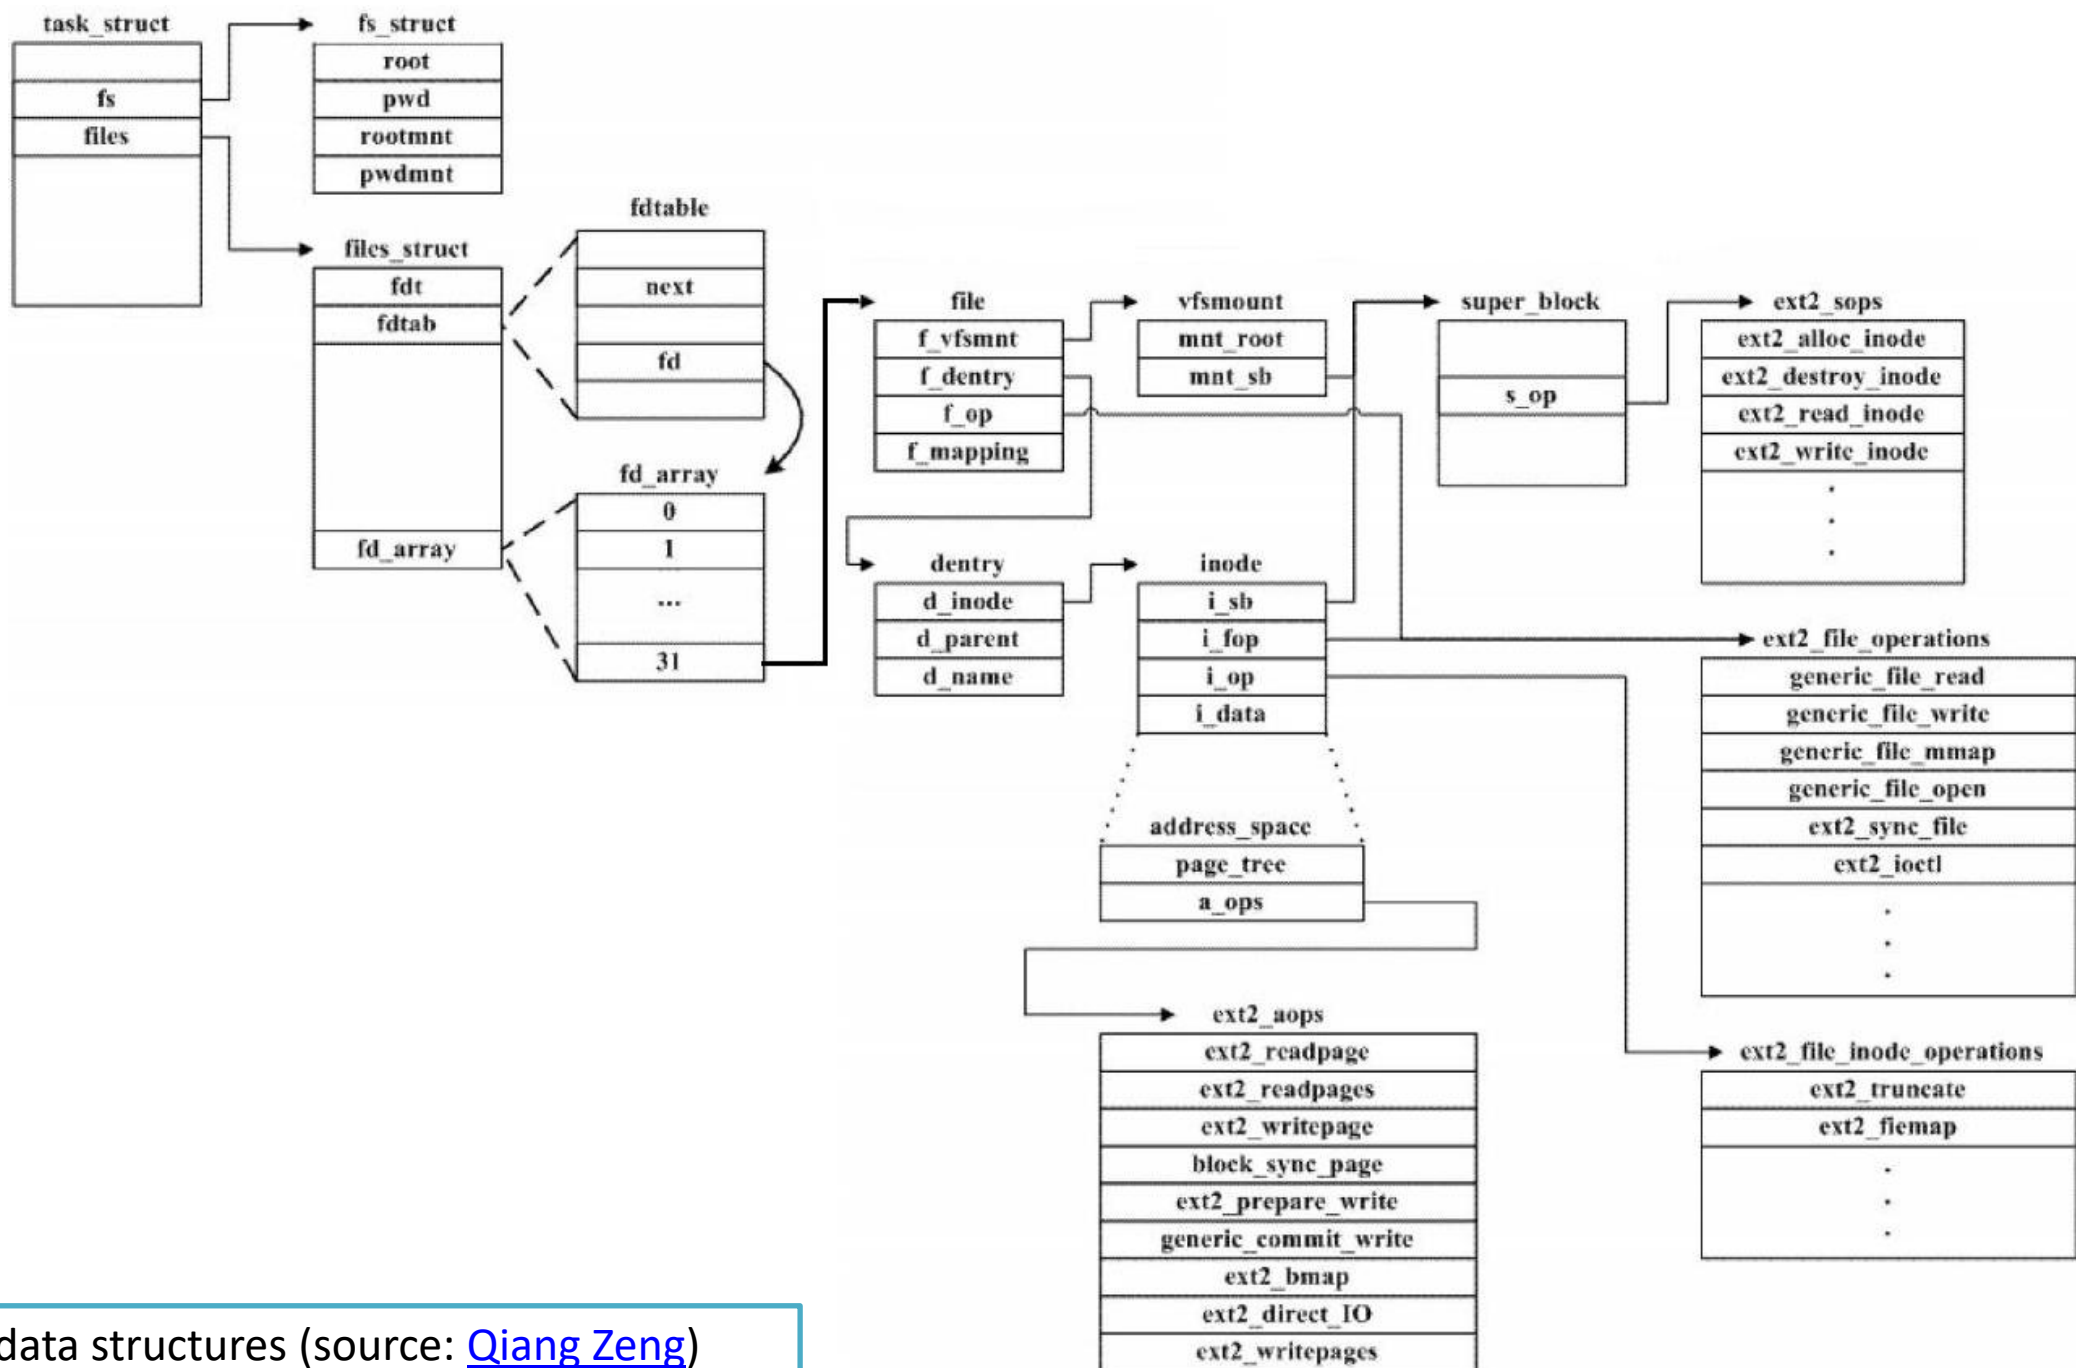 task_struct
fs
files
fs_struct
root
pwd
rootmnt
pwdmnt
files_struct
fdt
fdtab
fd_array
fdtable
next
fd
fd_array
0
1
...
31
file
f_vfsmnt
f_dentry
f_op
f_mapping
vfsmount
mnt_root
mnt_sb
super_block
s_op
ext2_sops
ext2_alloc_inode
ext2_destroy_inode
ext2_read_inode
ext2_write_inode
.
.
.
dentry
d_inode
d_parent
d_name
inode
i_sb
i_fop
i_op
i_data
ext2_file_operations
generic_file_read
generic_file_write
generic_file_mmap
generic_file_open
ext2_sync_file
ext2_ioctl
.
.
.
address_space
page_tree
a_ops
ext2_aops
ext2_readpage
ext2_readpages
ext2_writepage
block_sync_page
ext2_prepare_write
generic_commit_write
ext2_bmap
ext2_direct_IO
ext2_writepages
ext2_file_inode_operations
ext2_truncate
ext2_fiemap
.
.
.
data structures (source: Qiang Zeng)